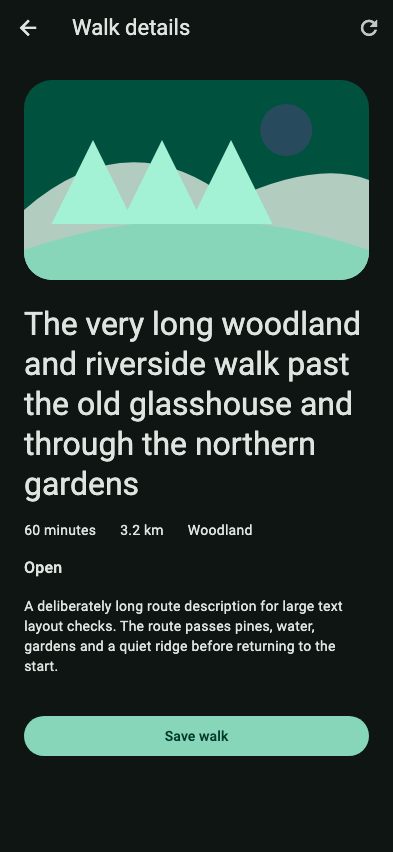 Walk details
The very long woodland
and riverside walk past
the old glasshouse and
through the northern
gardens
60 minutes 3.2 km Woodland
Open
A deliberately long route description for large text
layout checks. The route passes pines, water,
gardens and a quiet ridge before returning to the
start.
Save walk